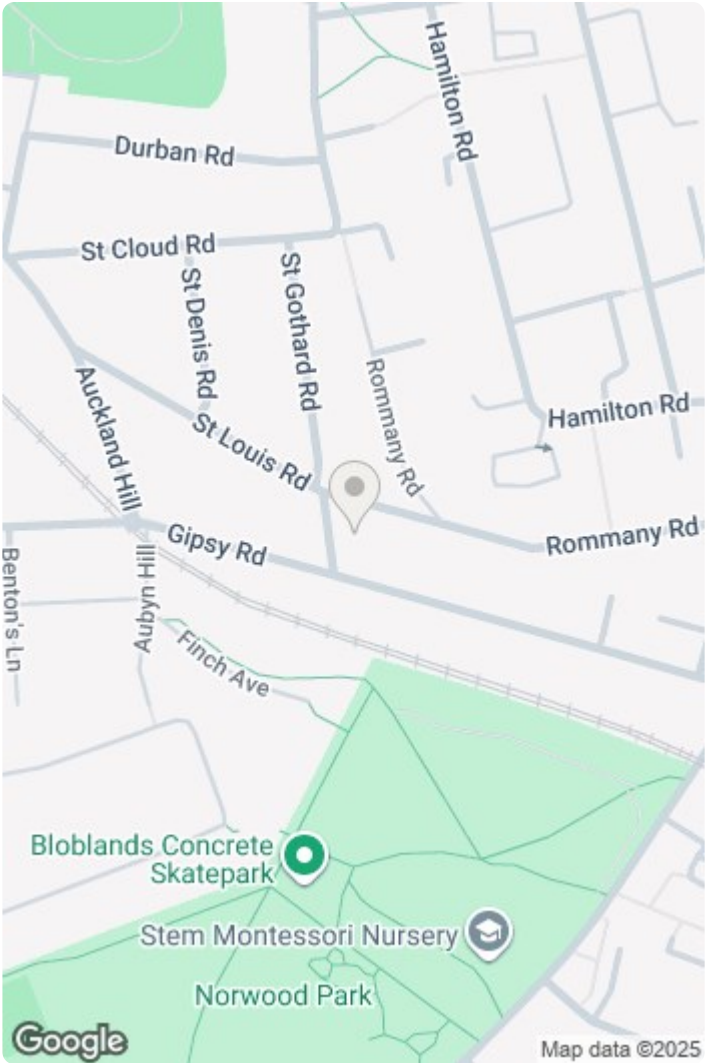 Hamilton Rd
Durban Rd
St Cloud Rd
St Denis Rd
St Gothard Rd
Rommany Rd
Auckland Hill
St Louis Rd
Hamilton Rd
Gipsy Rd
Rommany Rd
Benton's Ln
Aubyn Hill
Finch Ave
Bloblands Concrete
Skatepark
Stem Montessori Nursery
Norwood Park
Google
Map data ©2025